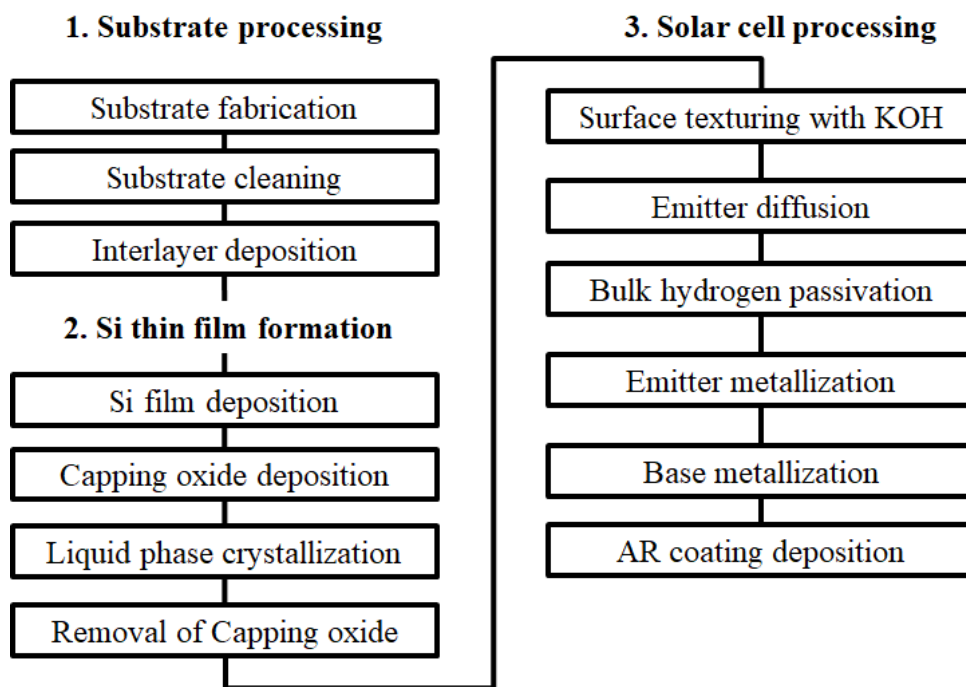 1. Substrate processing
Substrate fabrication
Substrate cleaning
Interlayer deposition
2. Si thin film formation
Si film deposition
Capping oxide deposition
Liquid phase crystallization
Removal of Capping oxide
3. Solar cell processing
Surface texturing with KOH
Emitter diffusion
Bulk hydrogen passivation
Emitter metallization
Base metallization
AR coating deposition